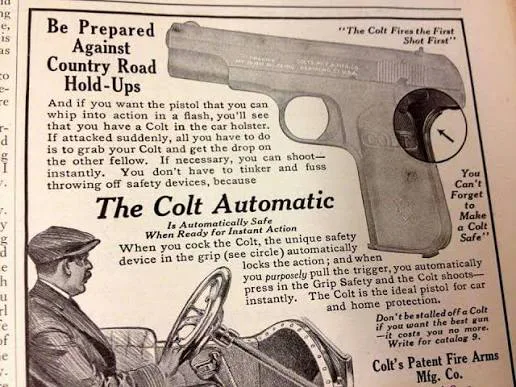 Be Prepared
Against
Country Road
Hold-Ups
"The Colt Fires the First
Shot First"
And if you want the pistol that you can
whip into action in a flash, you'll see
that you have a Colt in the car holster.
If attacked suddenly, all you have to do
is to grab your Colt and get the drop on
the other fellow. If necessary, you can shoot—
instantly. You don't have to tinker and fuss
throwing off safety devices, because
You
Can't
Forget
to
Make
a Colt
Safe"
The Colt Automatic
Is Automatically Safe
When Ready for Instant Action
When you cock the Colt, the unique safety
device in the grip (see circle) automatically
locks the action; and when
you purposely pull the trigger, you automatically
press in the Grip Safety and the Colt shoots—
instantly. The Colt is the ideal pistol for car
and home protection.
Don't be stalled off a Colt
if you want the best gun
—it costs you no more.
Write for catalog 9.
Colt's Patent Fire Arms
Mfg. Co.